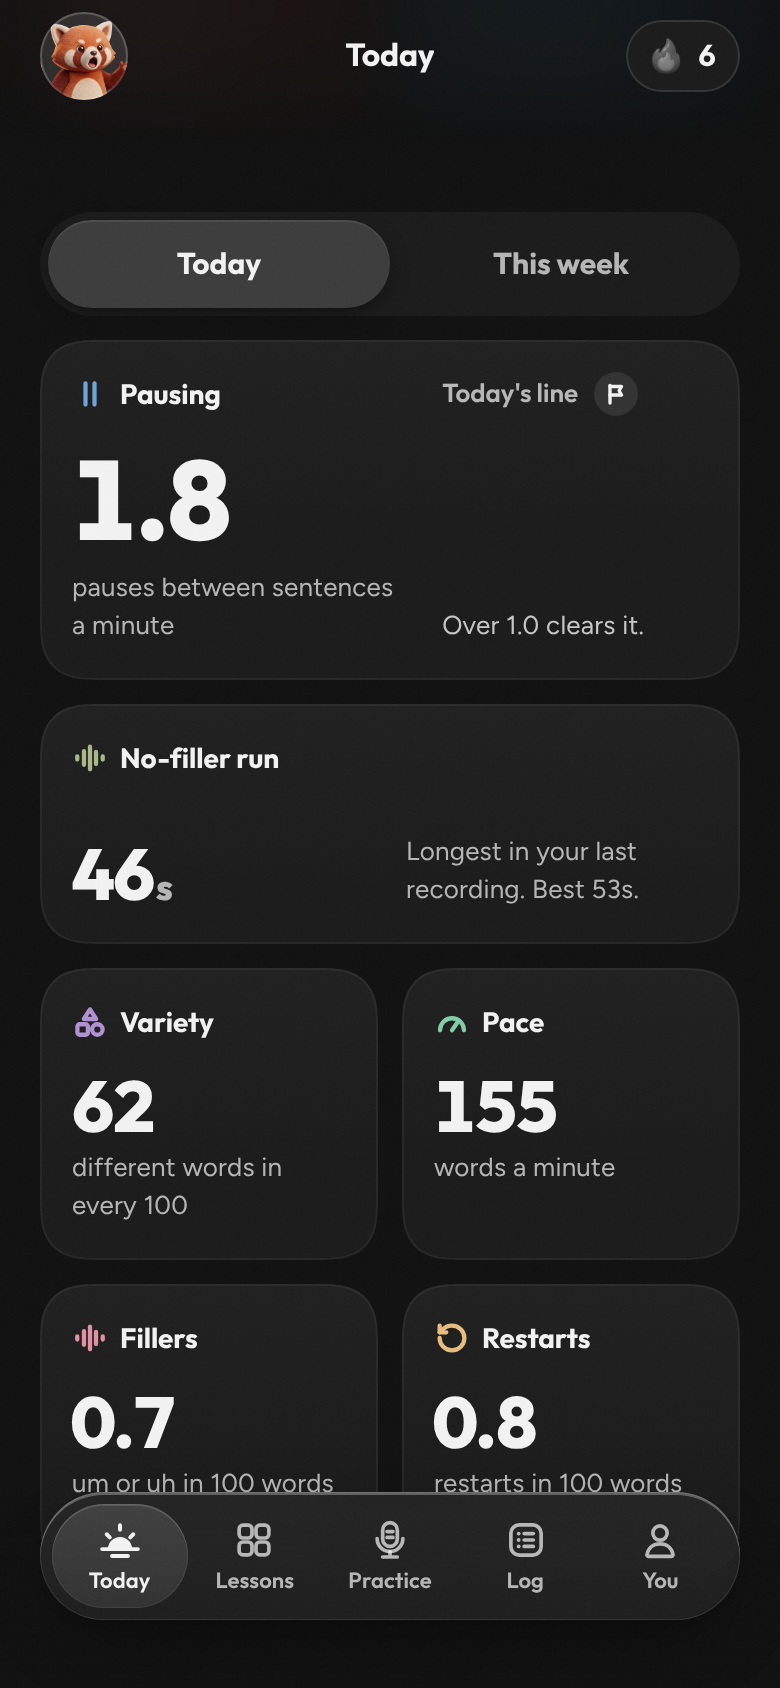 Today
6
Today
This week
Pausing
Today's line
1.8
pauses between sentences
a minute
Over 1.0 clears it.
No-filler run
46s
Longest in your last
recording. Best 53s.
Variety
62
different words in
every 100
Pace
155
words a minute
Fillers
0.7
um or uh in 100 words
Restarts
0.8
restarts in 100 words
Today
Lessons
Practice
Log
You